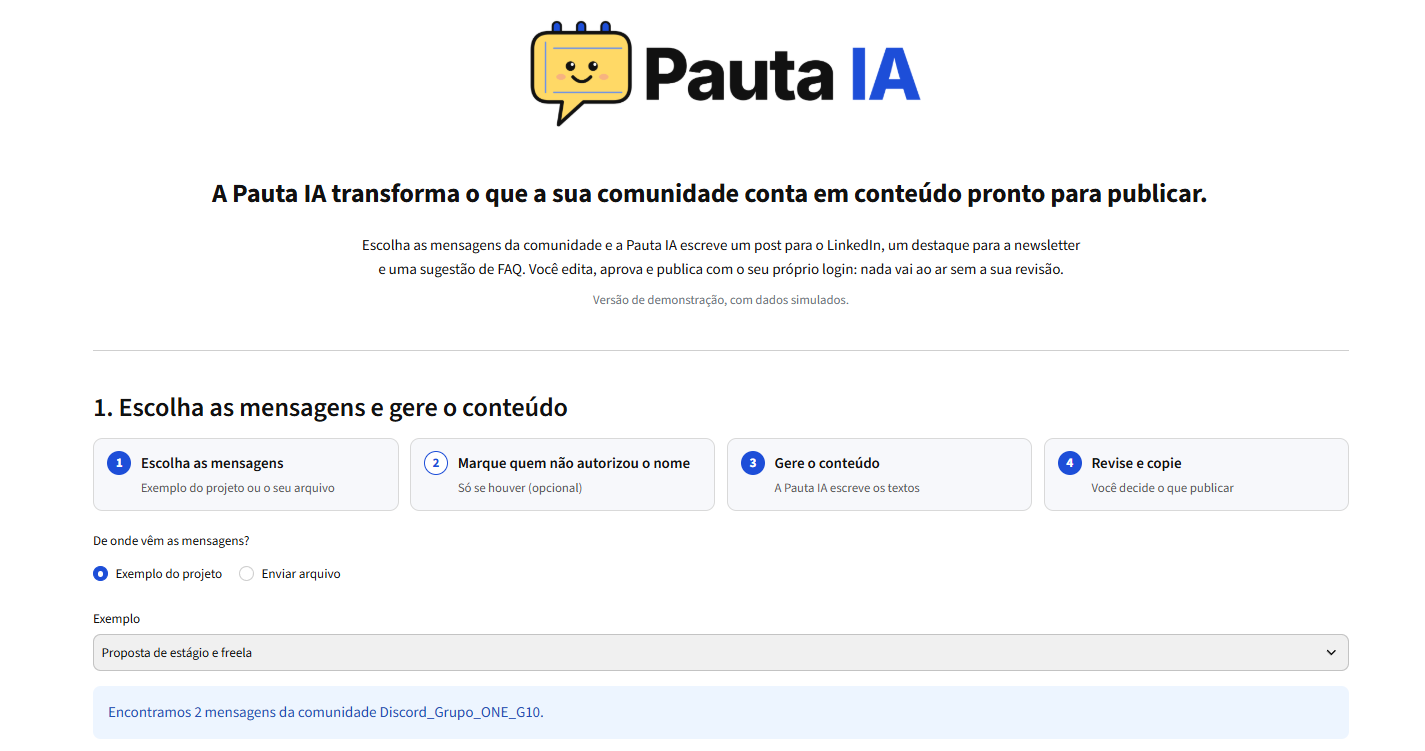 Pauta IA
A Pauta IA transforma o que a sua comunidade conta em conteúdo pronto para publicar.
Escolha as mensagens da comunidade e a Pauta IA escreve um post para o LinkedIn, um destaque para a newsletter
e uma sugestão de FAQ. Você edita, aprova e publica com o seu próprio login: nada vai ao ar sem a sua revisão.
Versão de demonstração, com dados simulados.
1. Escolha as mensagens e gere o conteúdo
1 Escolha as mensagens
Exemplo do projeto ou o seu arquivo
2 Marque quem não autorizou o nome
Só se houver (opcional)
3 Gere o conteúdo
A Pauta IA escreve os textos
4 Revise e copie
Você decide o que publicar
De onde vêm as mensagens?
Exemplo do projeto Enviar arquivo
Exemplo
Proposta de estágio e freela
Encontramos 2 mensagens da comunidade Discord_Grupo_ONE_G10.